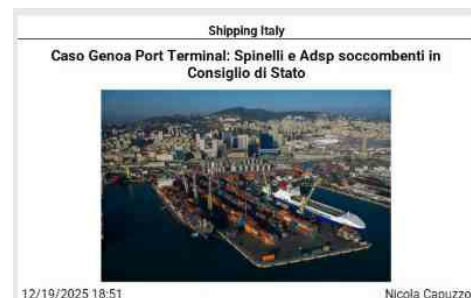 Shipping Italy
Caso Genoa Port Terminal: Spinelli e Adsp soccombenti in
Consiglio di Stato
12/19/2025 18:51
Nicola Capuzzo